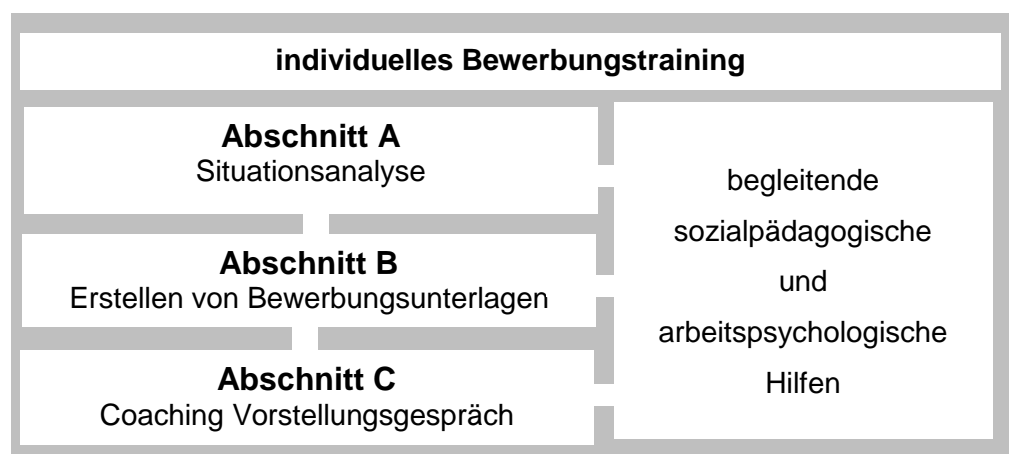 individuelles Bewerbungstraining
Abschnitt A
Situationsanalyse
Abschnitt B
Erstellen von Bewerbungsunterlagen
Abschnitt C
Coaching Vorstellungsgespräch
begleitende
sozialpädagogische
und
arbeitspsychologische
Hilfen